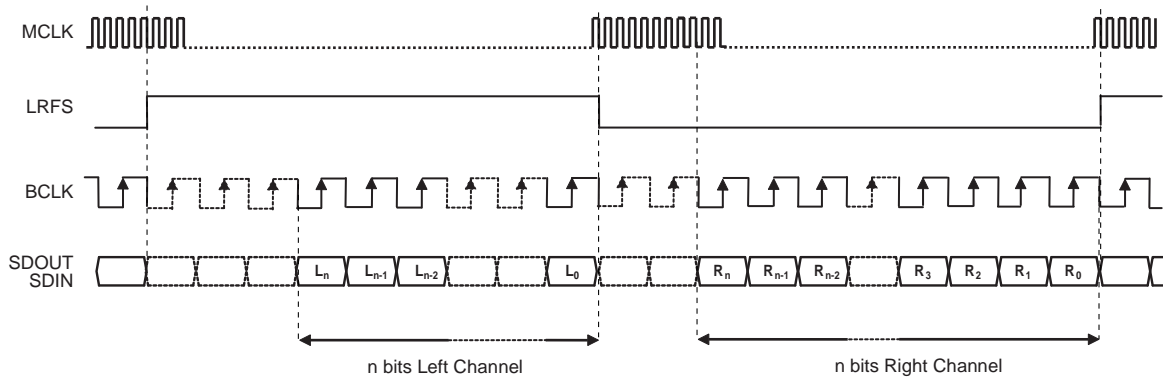 MCLK
LRFS
BCLK
SDOUT
SDIN
Ln Ln-1 Ln-2 L0 Rn Rn-1 Rn-2 R3 R2 R1 R0
n bits Left Channel n bits Right Channel